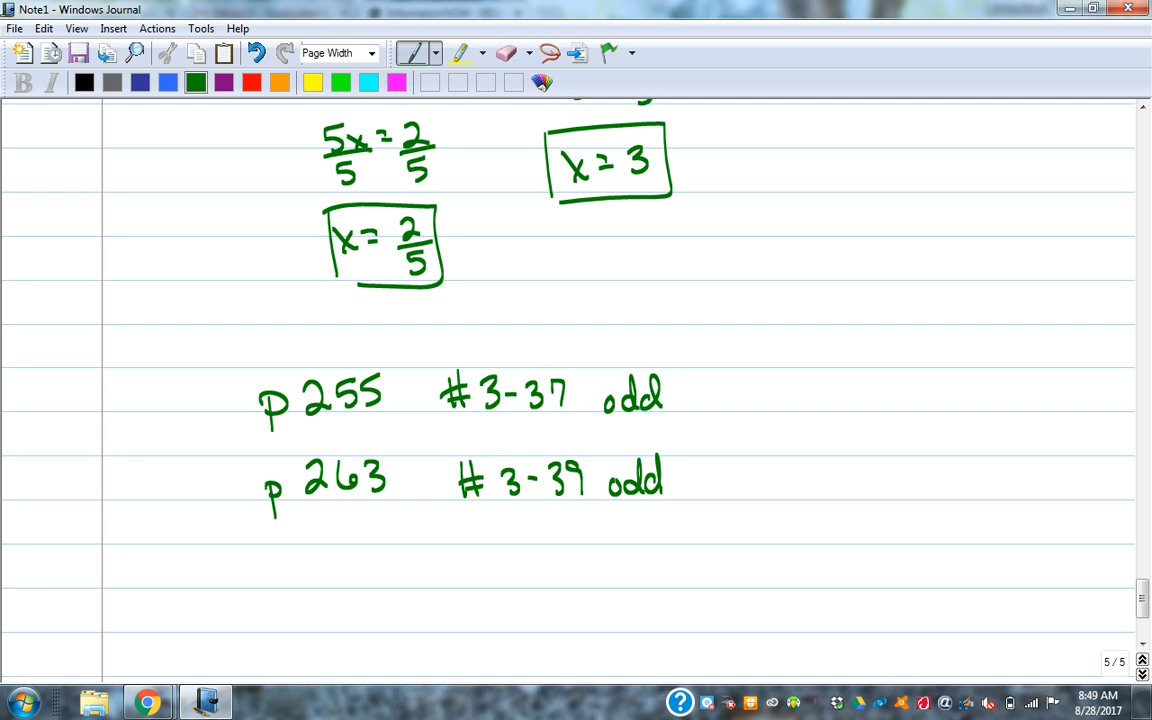 Note1 - Windows Journal
File Edit View Insert Actions Tools Help
Page Width
B I
5x = 2
5 5
x = 3
x = 2
5
p 255 # 3-37 odd
p 263 # 3-39 odd
5 / 5
8:49 AM
8/28/2017